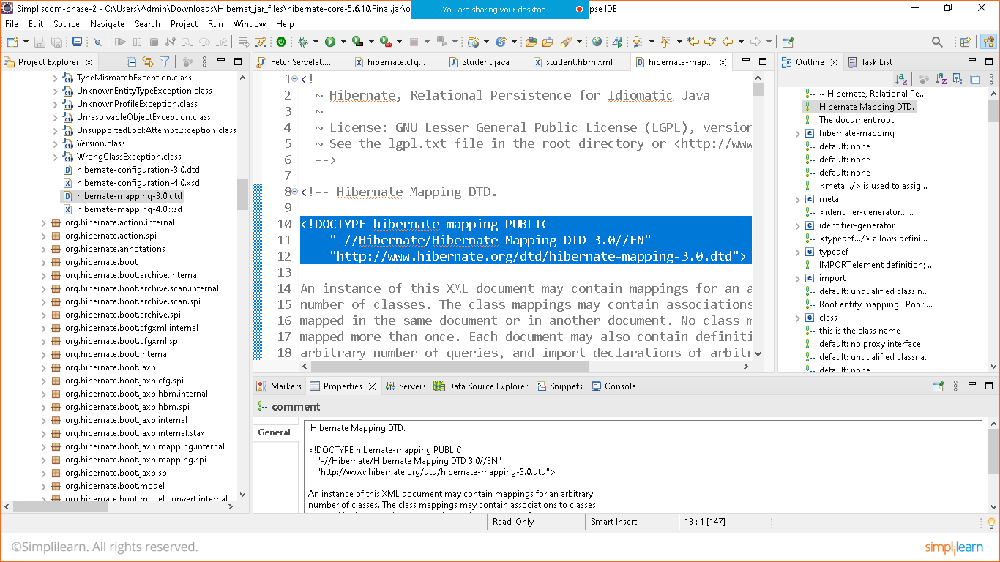 Simpliscom-phase-2 - C:\Users\Admin\Downloads\Hibernet_jar_files\hibernate-core-5.6.10.Final.jar\o
You are sharing your desktop
pse IDE
File Edit Source Navigate Search Project Run Window Help
Project Explorer
FetchServelet....
hibernate.cfg...
Student.java
student.hbm.xml
hibernate-map...
Outline
Task List
TypeMismatchException.class
UnknownEntityTypeException.class
UnknownProfileException.class
UnresolvableObjectException.class
UnsupportedLockAttemptException.class
Version.class
WrongClassException.class
hibernate-configuration-3.0.dtd
hibernate-configuration-4.0.xsd
hibernate-mapping-3.0.dtd
hibernate-mapping-4.0.xsd
org.hibernate.action.internal
org.hibernate.action.spi
org.hibernate.annotations
org.hibernate.boot
org.hibernate.boot.archive.internal
org.hibernate.boot.archive.scan.internal
org.hibernate.boot.archive.scan.spi
org.hibernate.boot.archive.spi
org.hibernate.boot.cfgxml.internal
org.hibernate.boot.cfgxml.spi
org.hibernate.boot.internal
org.hibernate.boot.jaxb
org.hibernate.boot.jaxb.cfg.spi
org.hibernate.boot.jaxb.hbm.internal
org.hibernate.boot.jaxb.hbm.spi
org.hibernate.boot.jaxb.internal
org.hibernate.boot.jaxb.internal.stax
org.hibernate.boot.jaxb.mapping.internal
org.hibernate.boot.jaxb.mapping.spi
org.hibernate.boot.jaxb.spi
org.hibernate.boot.model
org.hibernate.boot.model.convert.internal
1 <!--
2 ~ Hibernate, Relational Persistence for Idiomatic Java
3 ~
4 ~ License: GNU Lesser General Public License (LGPL), version
5 ~ See the lgpl.txt file in the root directory or <http://www
6 -->
7
8 <!-- Hibernate Mapping DTD.
9
10 <!DOCTYPE hibernate-mapping PUBLIC
11 "-//Hibernate/Hibernate Mapping DTD 3.0//EN"
12 "http://www.hibernate.org/dtd/hibernate-mapping-3.0.dtd">
13
14 An instance of this XML document may contain mappings for an a
15 number of classes. The class mappings may contain associations
16 mapped in the same document or in another document. No class m
17 mapped more than once. Each document may also contain definiti
18 arbitrary number of queries, and import declarations of arbitr
~ Hibernate, Relational Pe...
Hibernate Mapping DTD.
The document root.
hibernate-mapping
default: none
default: none
default: none
<meta.../> is used to assig...
meta
<identifier-generator......
identifier-generator
<typedef.../> allows defini...
typedef
IMPORT element definition; ...
import
default: unqualified class n...
Root entity mapping. Poorl...
class
this is the class name
default: no proxy interface
default: unqualified classna...
default: none
Markers
Properties
Servers
Data Source Explorer
Snippets
Console
comment
General
Hibernate Mapping DTD.
<!DOCTYPE hibernate-mapping PUBLIC
"-//Hibernate/Hibernate Mapping DTD 3.0//EN"
"http://www.hibernate.org/dtd/hibernate-mapping-3.0.dtd">
An instance of this XML document may contain mappings for an arbitrary
number of classes. The class mappings may contain associations to classes
Read-Only
Smart Insert
13 : 1 [147]
©Simplilearn. All rights reserved.
simplilearn